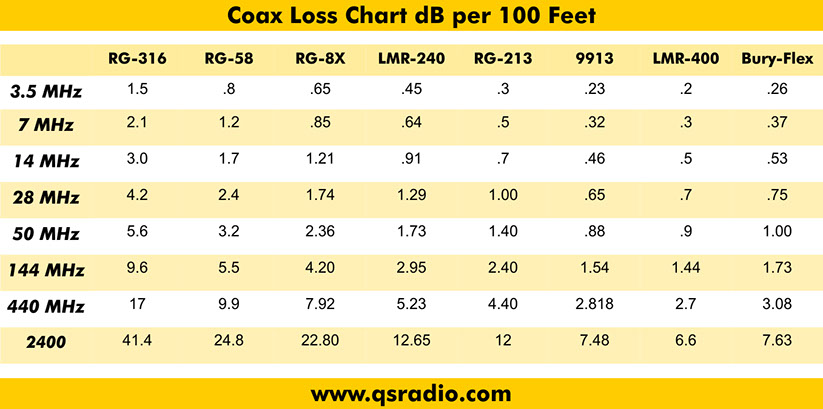 Coax Loss Chart dB per 100 Feet
RG-316 RG-58 RG-8X LMR-240 RG-213 9913 LMR-400 Bury-Flex
3.5 MHz 1.5 .8 .65 .45 .3 .23 .2 .26
7 MHz 2.1 1.2 .85 .64 .5 .32 .3 .37
14 MHz 3.0 1.7 1.21 .91 .7 .46 .5 .53
28 MHz 4.2 2.4 1.74 1.29 1.00 .65 .7 .75
50 MHz 5.6 3.2 2.36 1.73 1.40 .88 .9 1.00
144 MHz 9.6 5.5 4.20 2.95 2.40 1.54 1.44 1.73
440 MHz 17 9.9 7.92 5.23 4.40 2.818 2.7 3.08
2400 41.4 24.8 22.80 12.65 12 7.48 6.6 7.63
www.qsradio.com